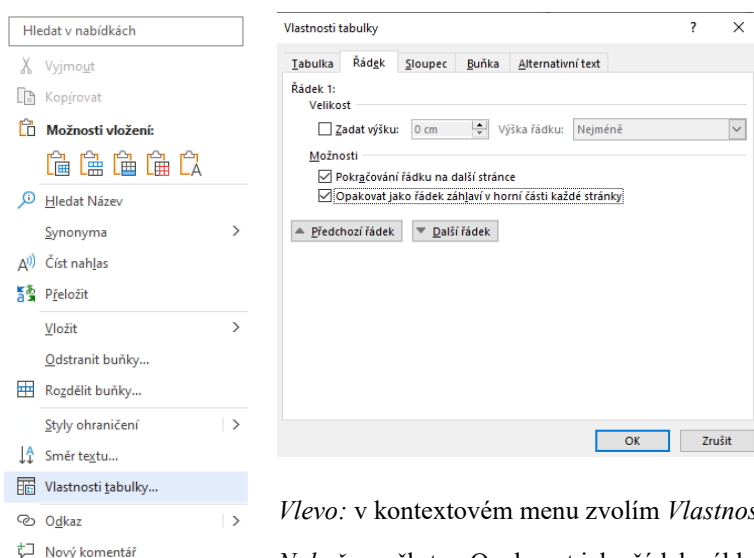 Hledat v nabídkách
Vyjmout
Kopírovat
Možnosti vložení:
A
Hledat Název
Synonyma
Číst nahlas
Přeložit
Vložit
Odstranit buňky...
Rozdělit buňky...
Styly ohraničení
Směr textu...
Vlastnosti tabulky...
Odkaz
Nový komentář
Vlastnosti tabulky ?
Tabulka Řádek Sloupec Buňka Alternativní text
Řádek 1:
Velikost
Zadat výšku: 0 cm Výška řádku: Nejméně
Možnosti
Pokračování řádku na další stránce
Opakovat jako řádek záhlaví v horní části každé stránky
Předchozí řádek Další řádek
OK Zrušit
Vlevo: v kontextovém menu zvolím